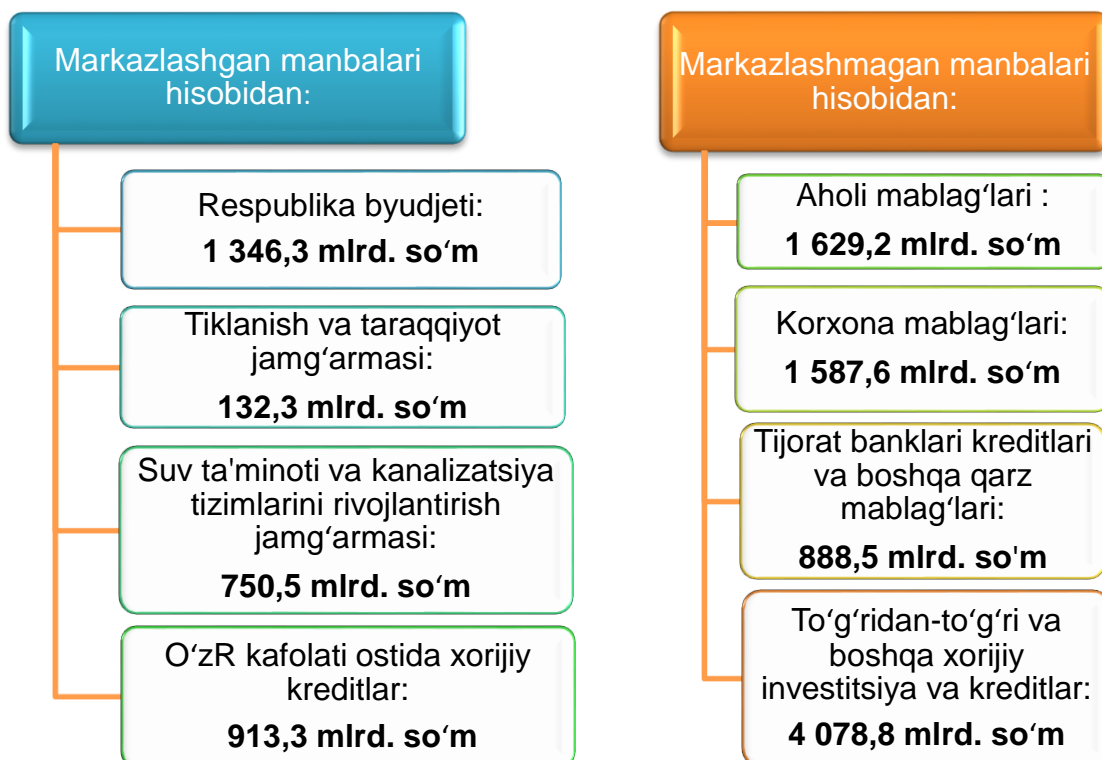 Markazlashgan manbalari
hisobidan:
Respublika byudjeti:
1 346,3 mlrd. so‘m
Tiklanish va taraqqiyot
jamg‘armasi:
132,3 mlrd. so‘m
Suv ta'minoti va kanalizatsiya
tizimlarini rivojlantirish
jamg‘armasi:
750,5 mlrd. so‘m
O‘zR kafolati ostida xorijiy
kreditlar:
913,3 mlrd. so‘m
Markazlashmagan manbalari
hisobidan:
Aholi mablag‘lari :
1 629,2 mlrd. so‘m
Korxona mablag‘lari:
1 587,6 mlrd. so‘m
Tijorat banklari kreditlari
va boshqa qarz
mablag‘lari:
888,5 mlrd. so'm
To‘g‘ridan-to‘g‘ri va
boshqa xorijiy
investitsiya va kreditlar:
4 078,8 mlrd. so‘m